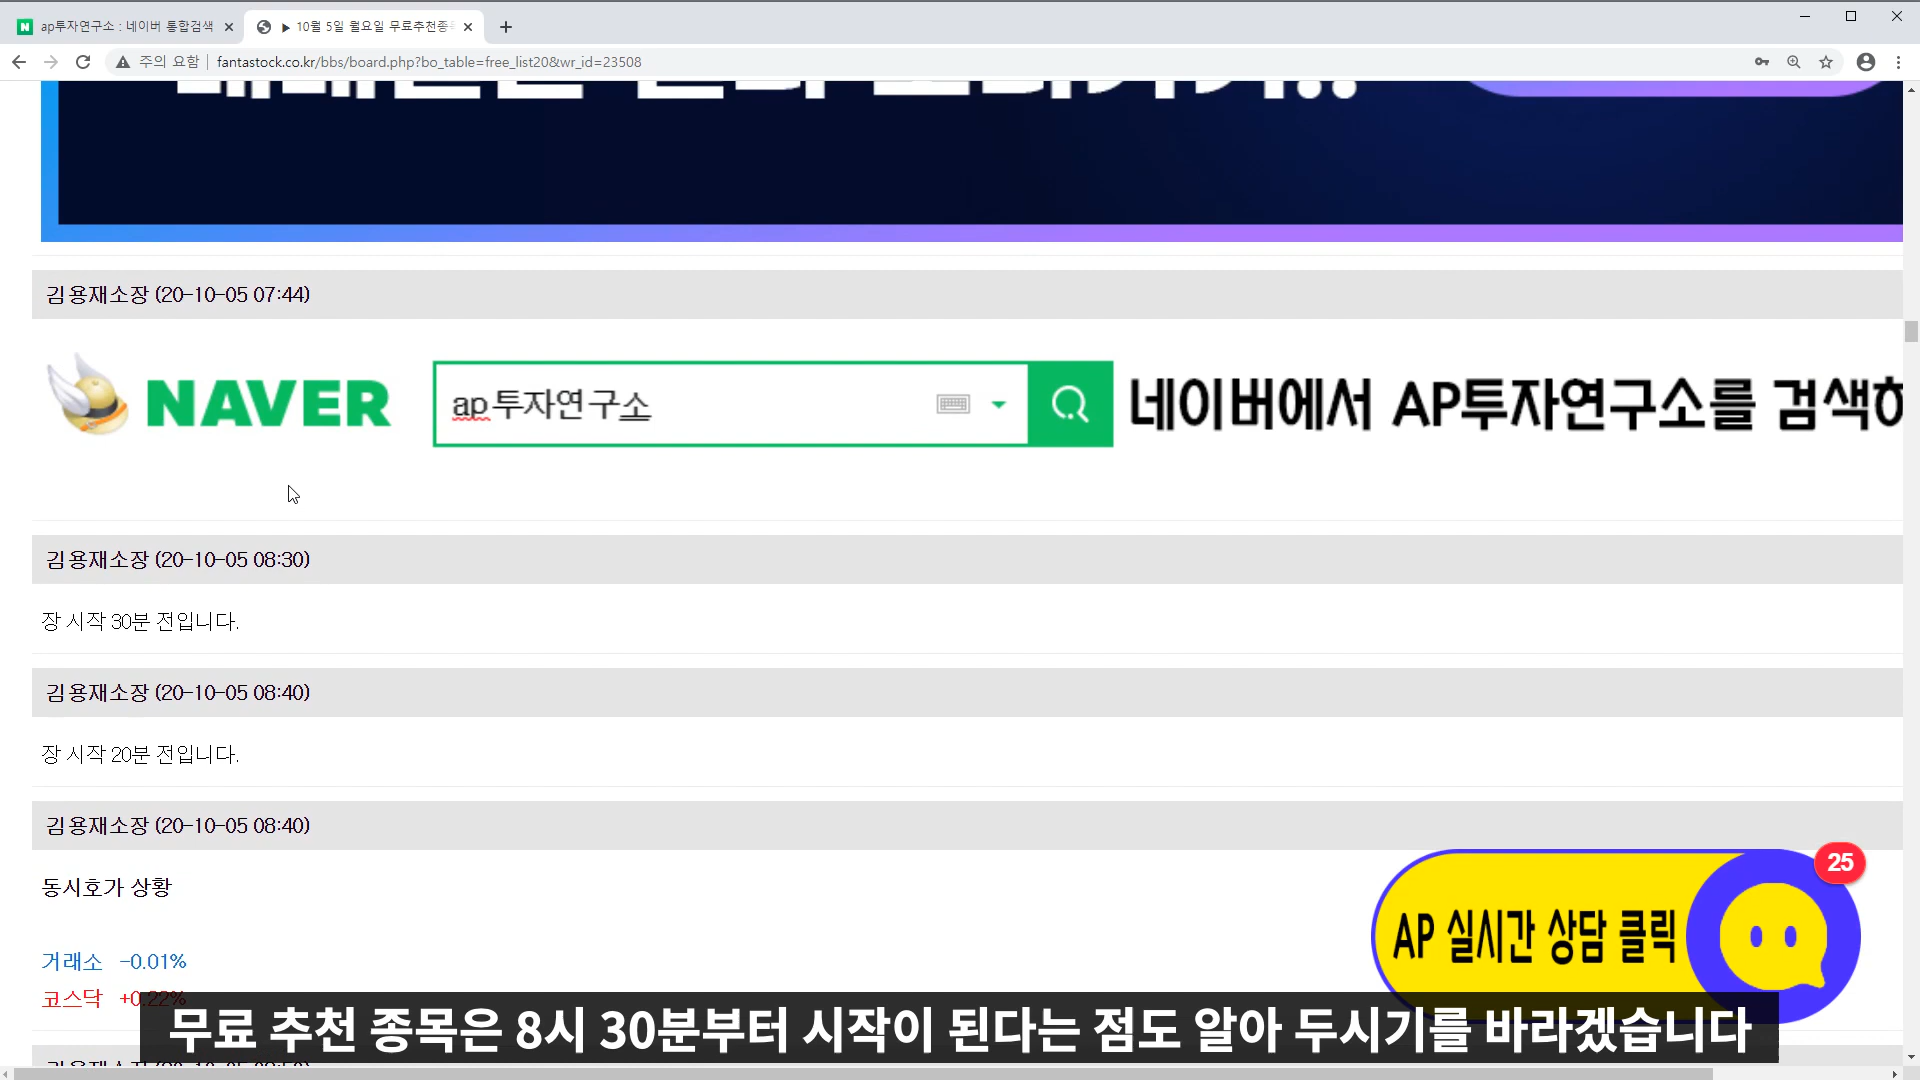 ap투자연구소 : 네이버 통합검색
▶ 10월 5일 월요일 무료추천종
주의 요함
fantastock.co.kr/bbs/board.php?bo_table=free_list20&wr_id=23508
김용재소장 (20-10-05 07:44)
NAVER
ap투자연구소
네이버에서 AP투자연구소를 검색하
김용재소장 (20-10-05 08:30)
장 시작 30분 전입니다.
김용재소장 (20-10-05 08:40)
장 시작 20분 전입니다.
김용재소장 (20-10-05 08:40)
동시호가 상황
25
AP 실시간 상담 클릭
거래소 -0.01%
코스닥 +0.22%
무료 추천 종목은 8시 30분부터 시작이 된다는 점도 알아 두시기를 바라겠습니다